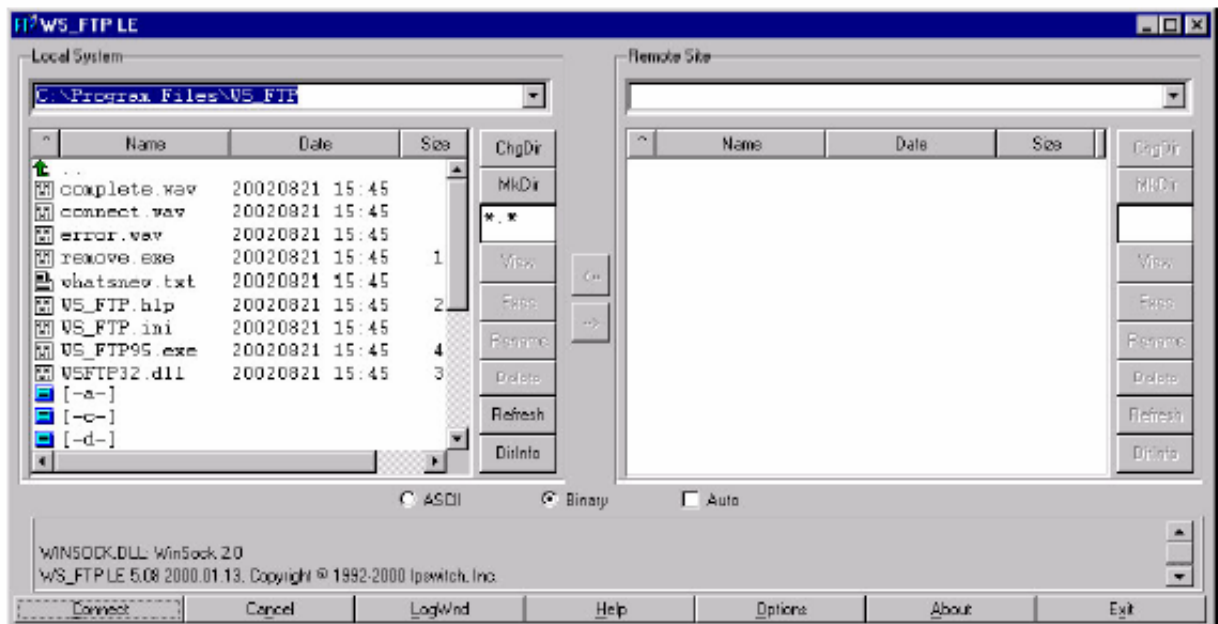 WS_FTP LE
Local System
Remote Site
C:\Program Files\WS_FTP
^ Name Date Size
ChgDir
^ Name Date Size
ChgDir
..
complete.wav 20020821 15:45
MkDir
MkDir
connect.wav 20020821 15:45
*.*
error.wav 20020821 15:45
remove.exe 20020821 15:45 1
View
<--
View
whatsnew.txt 20020821 15:45
WS_FTP.hlp 20020821 15:45 2
Exec
-->
Exec
WS_FTP.ini 20020821 15:45
Rename
Rename
WS_FTP95.exe 20020821 15:45 4
WSFTP32.dll 20020821 15:45 3
Delete
Delete
[-a-]
[-c-]
Refresh
Refresh
[-d-]
DirInfo
DirInfo
ASCII Binary Auto
WINSOCK.DLL: WinSock 2.0
WS_FTP LE 5.08 2000.01.13, Copyright © 1992-2000 Ipswitch, Inc.
Connect Cancel LogWnd Help Options About Exit